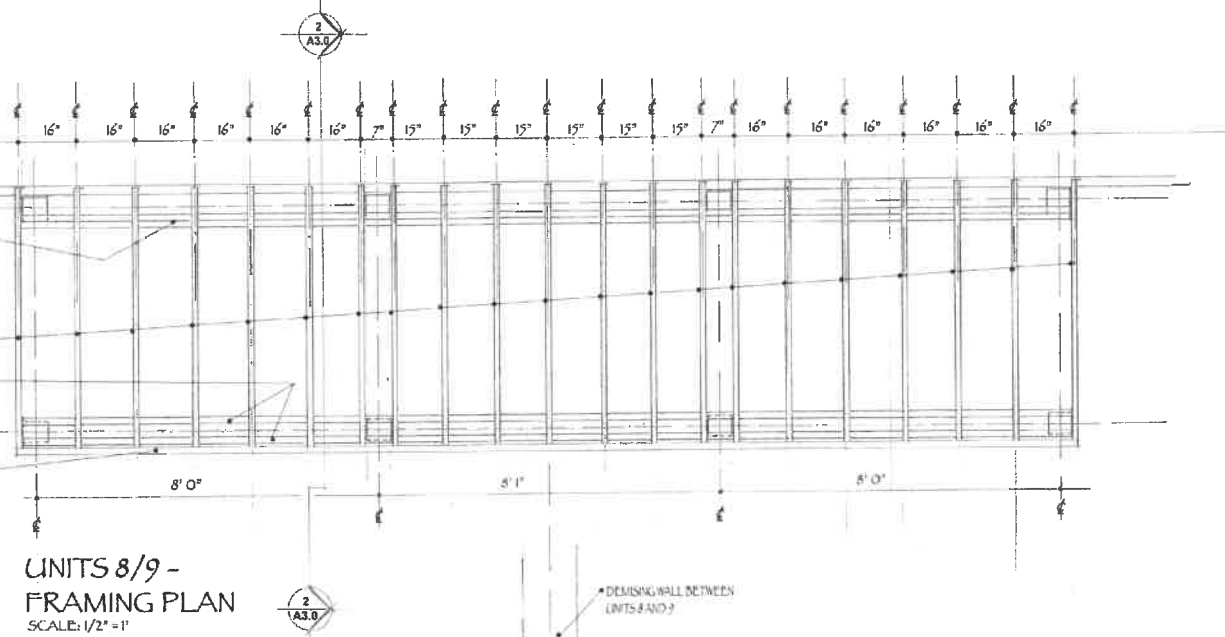 2
A3.0
16" 16" 16" 16" 16" 16" 7" 15" 15" 15" 15" 15" 15" 7" 16" 16" 16" 16" 16" 16"
8' 0" 8' 1" 8' 0"
UNITS 8/9 -
FRAMING PLAN
SCALE: 1/2" = 1'
2
A3.0
DEMISING WALL BETWEEN
UNITS 8 AND 9